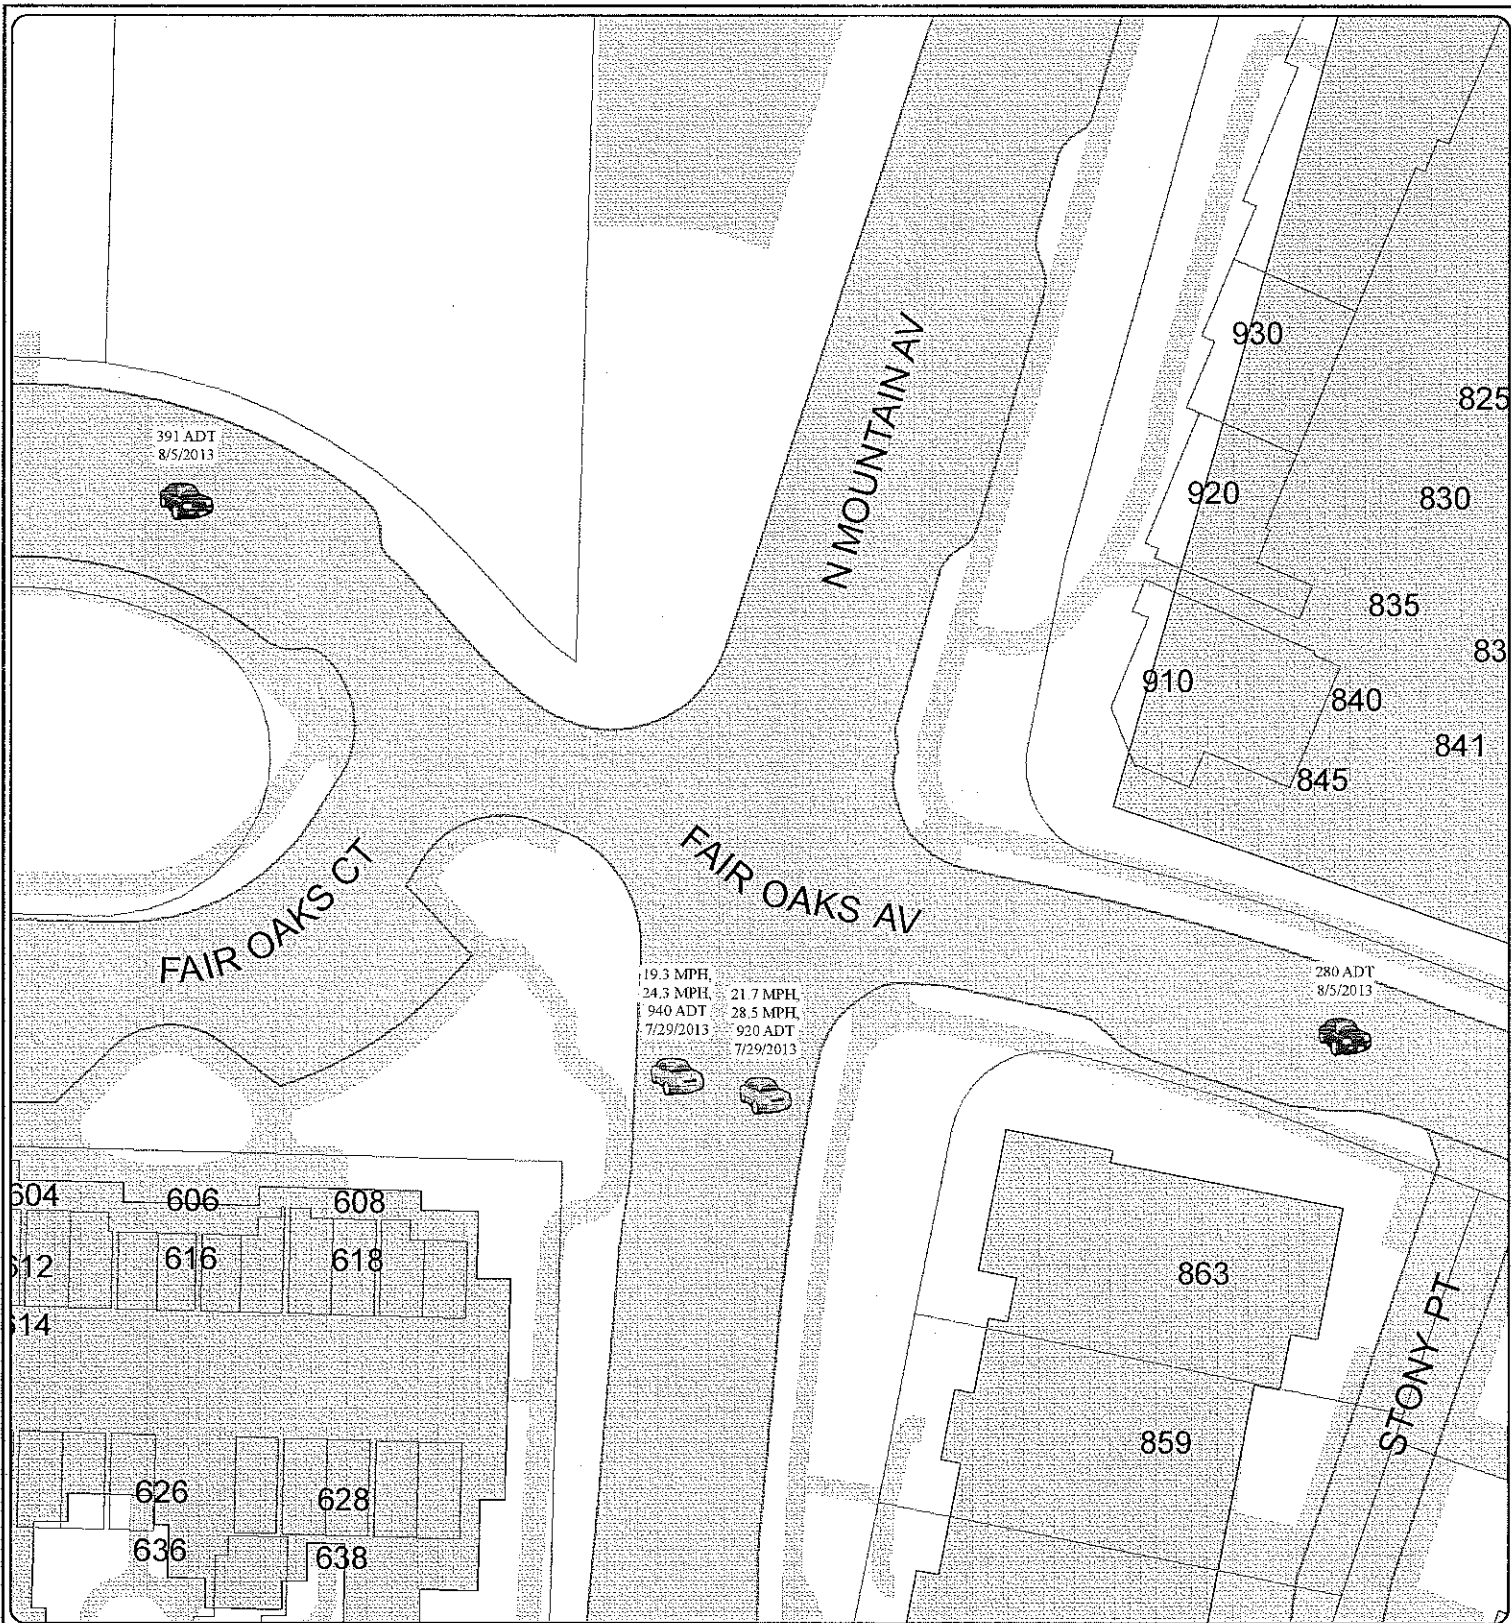 930
825
391 ADT
8/5/2013
N MOUNTAIN AV
920
830
835
83
910
840
841
845
FAIR OAKS CT
FAIR OAKS AV
19.3 MPH,
24.3 MPH,
940 ADT
7/29/2013
21.7 MPH,
28.5 MPH,
920 ADT
7/29/2013
280 ADT
8/5/2013
604
606
608
612
616
618
614
863
STONY PT
859
626
628
636
638